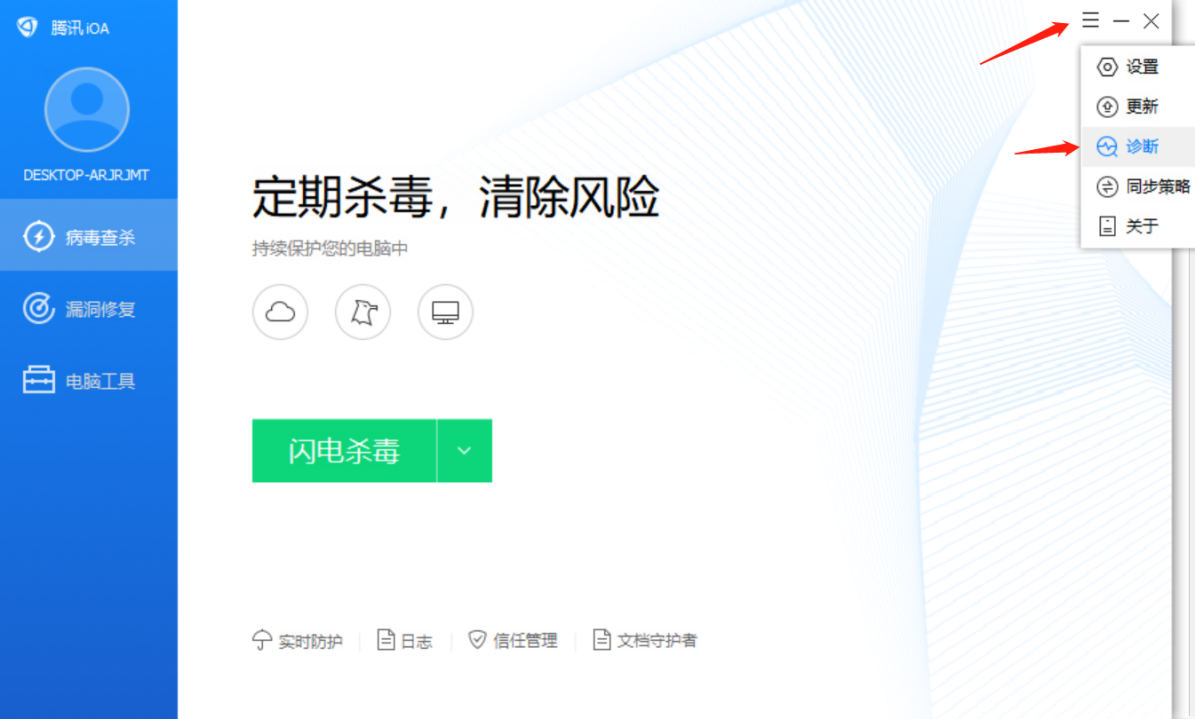 腾讯iOA
DESKTOP-ARJRJMT
病毒查杀
漏洞修复
电脑工具
定期杀毒，清除风险
持续保护您的电脑中
闪电杀毒
实时防护
日志
信任管理
文档守护者
设置
更新
诊断
同步策略
关于